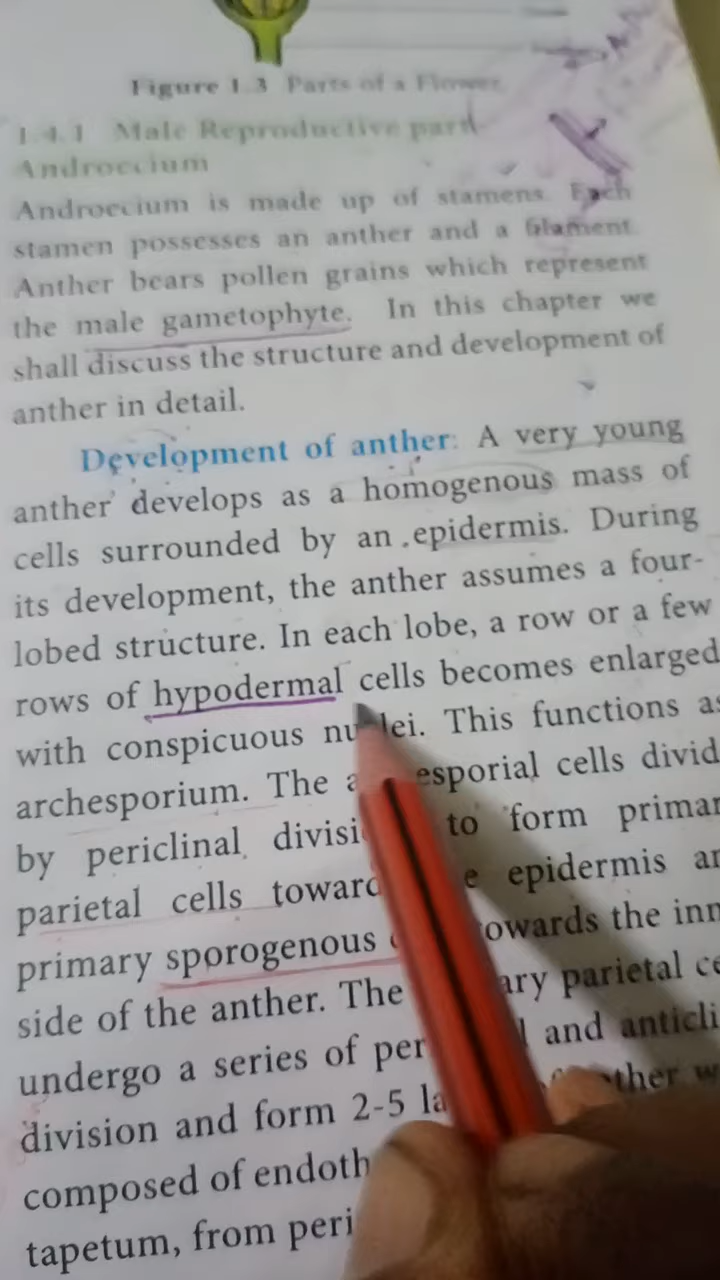 Figure 1.3 Parts of a Flower
1.4.1 Male Reproductive part
Androecium
Androecium is made up of stamens. Each
stamen possesses an anther and a filament.
Anther bears pollen grains which represent
the male gametophyte. In this chapter we
shall discuss the structure and development of
anther in detail.
Development of anther: A very young
anther develops as a homogenous mass of
cells surrounded by an epidermis. During
its development, the anther assumes a four-
lobed structure. In each lobe, a row or a few
rows of hypodermal cells becomes enlarged
with conspicuous nu lei. This functions as
archesporium. The a esporial cells divid
by periclinal divisi to form primar
parietal cells toward e epidermis an
primary sporogenous c owards the inn
side of the anther. The ary parietal ce
undergo a series of per l and anticli
division and form 2-5 la other w
composed of endoth
tapetum, from peri